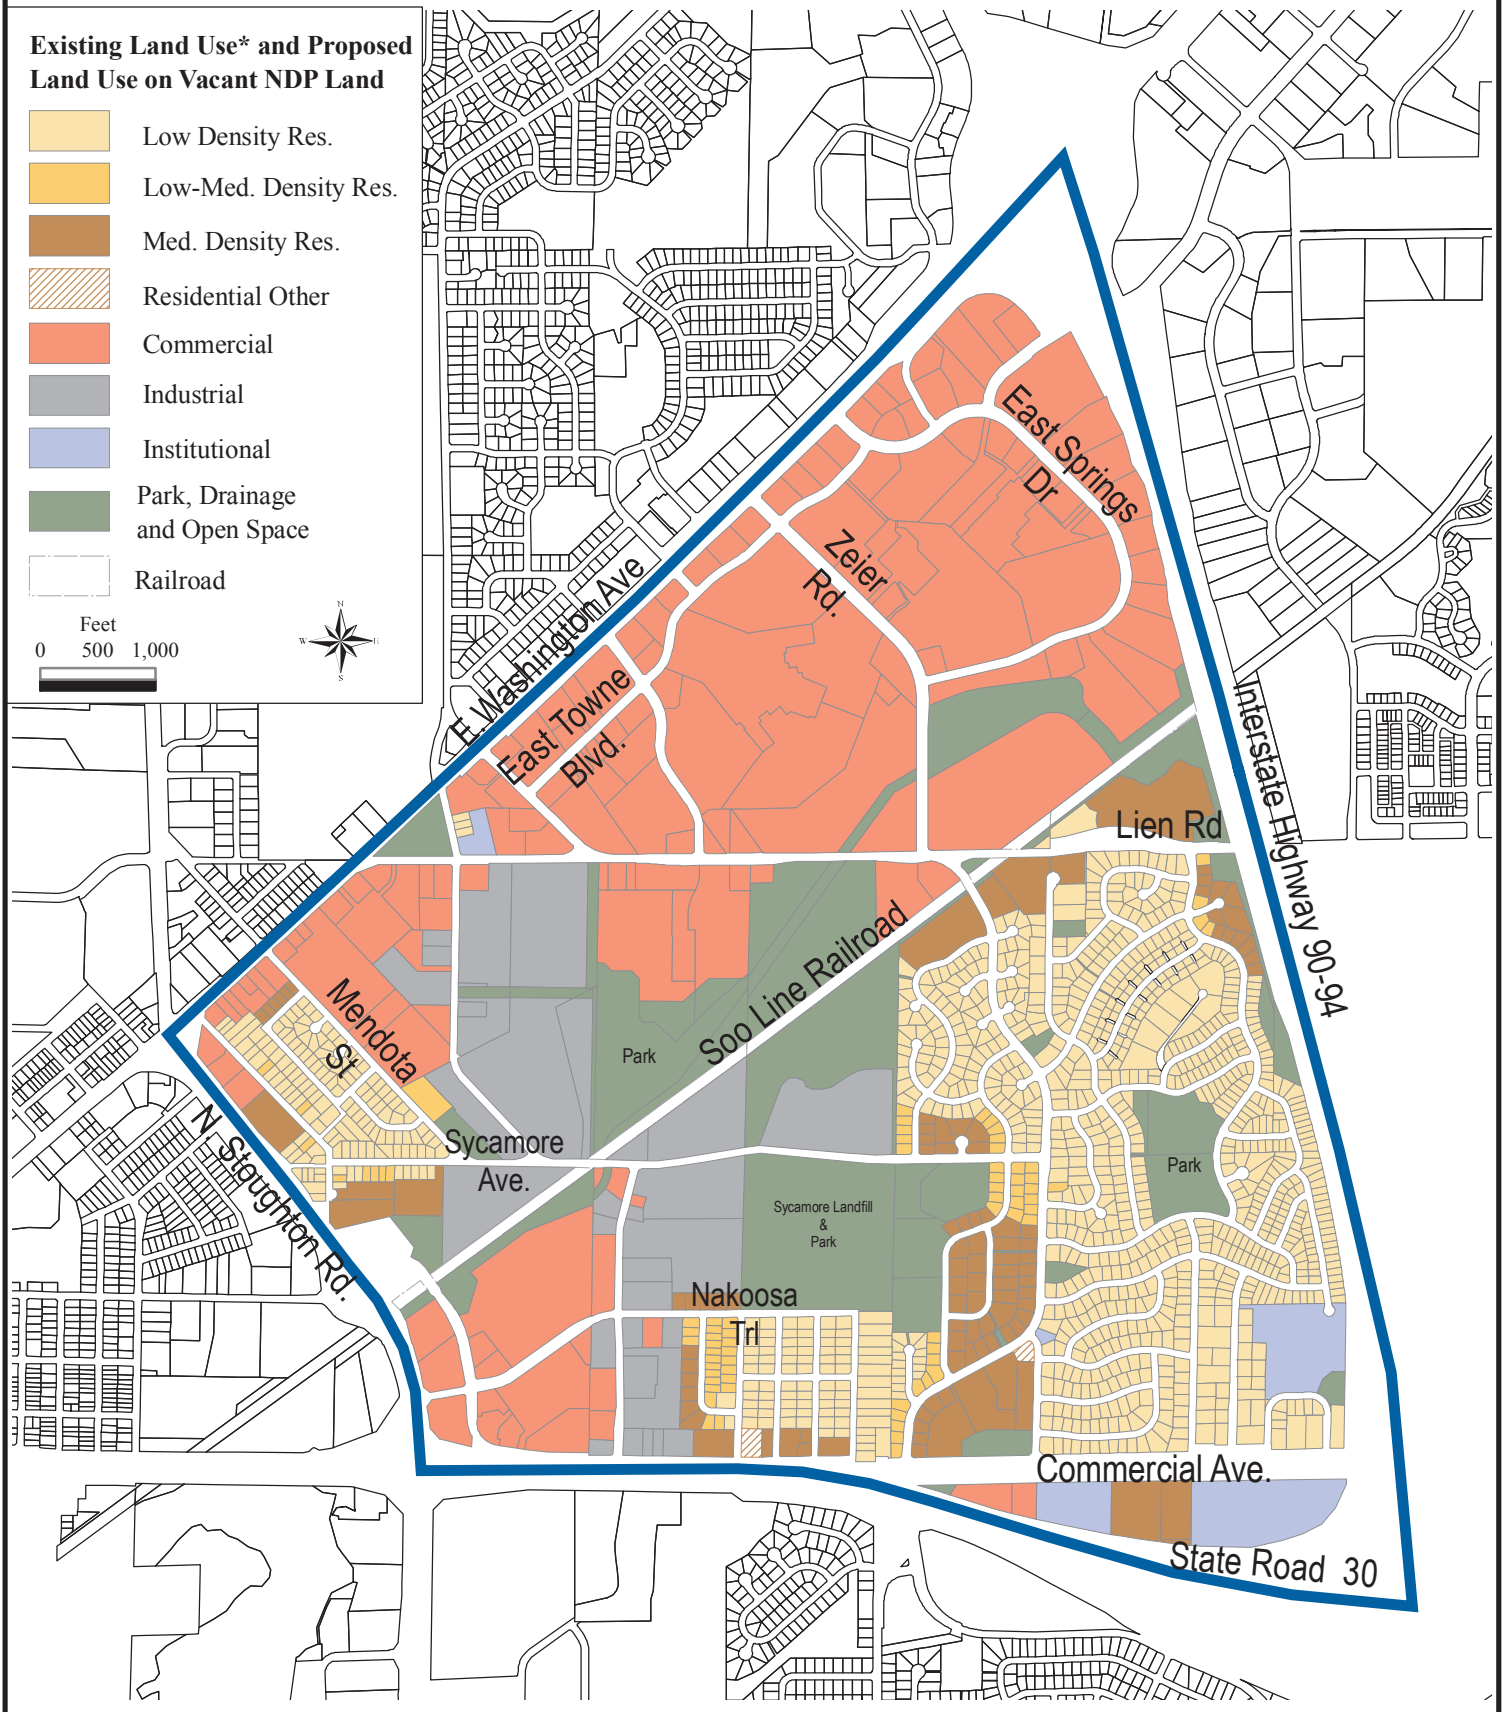 Existing Land Use* and Proposed
Land Use on Vacant NDP Land
Low Density Res.
Low-Med. Density Res.
Med. Density Res.
Residential Other
Commercial
Industrial
Institutional
Park, Drainage
and Open Space
Railroad
Feet
0 500 1,000
N
W E
S
East Springs
Dr
Zeier
Rd.
E. Washington Ave
East Towne
Blvd.
Interstate Highway 90-94
Lien Rd
Soo Line Railroad
Mendota
St
Park
N. Stoughton Rd.
Sycamore
Ave.
Park
Sycamore Landfill
&
Park
Nakoosa
Trl
Commercial Ave.
State Road 30